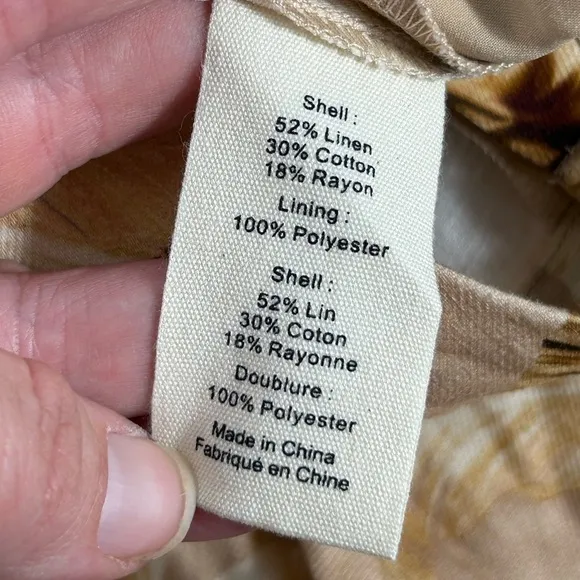 Shell :
52% Linen
30% Cotton
18% Rayon
Lining :
100% Polyester
Shell :
52% Lin
30% Coton
18% Rayonne
Doublure :
100% Polyester
Made in China
Fabriqué en Chine